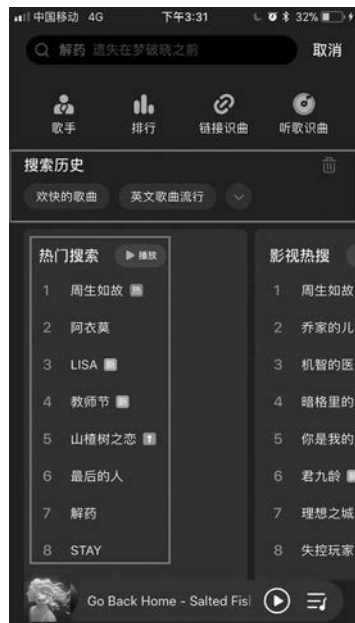 中国移动 4G 下午3:31 32%
解药 遗失在梦破晓之前 取消
歌手 排行 链接识曲 听歌识曲
搜索历史
欢快的歌曲 英文歌曲流行
热门搜索 播放 影视热搜
1 周生如故 热 1 周生如故
2 阿衣莫 2 乔家的儿
3 LISA 新 3 机智的医
4 教师节 新 4 暗格里的
5 山楂树之恋 5 你是我的
6 最后的人 6 君九龄
7 解药 7 理想之城
8 STAY 8 失控玩家
Go Back Home - Salted Fis